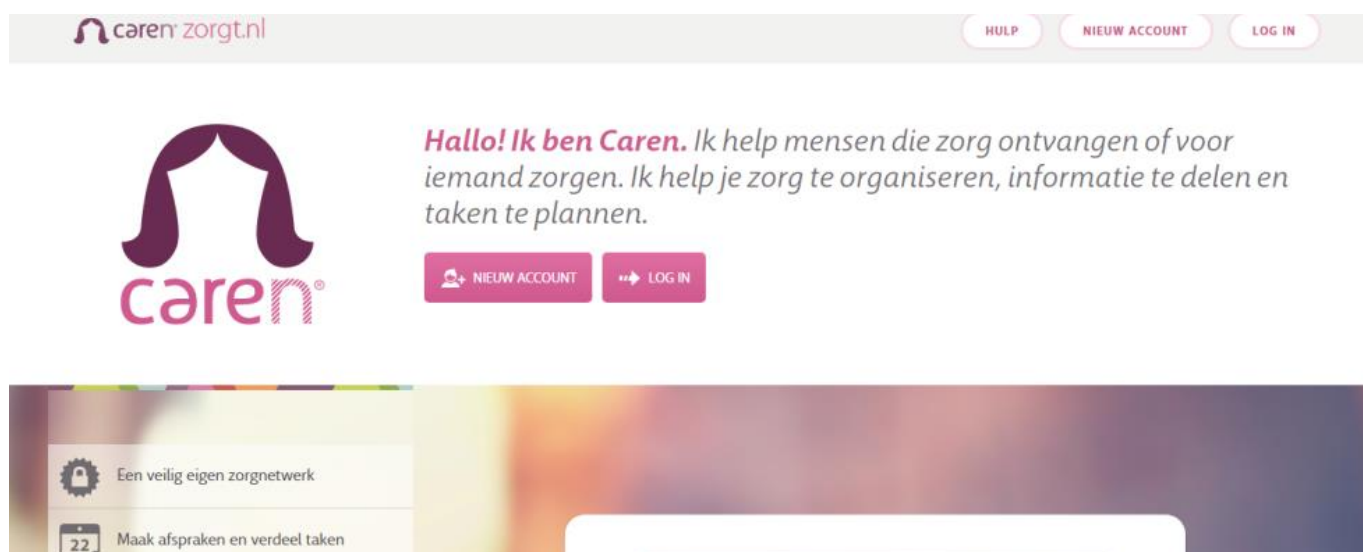 caren® zorgt.nl
HULP
NIEUW ACCOUNT
LOG IN
Hallo! Ik ben Caren. Ik help mensen die zorg ontvangen of voor
iemand zorgen. Ik help je zorg te organiseren, informatie te delen en
taken te plannen.
NIEUW ACCOUNT
LOG IN
caren®
Een veilig eigen zorgnetwerk
22
Maak afspraken en verdeel taken